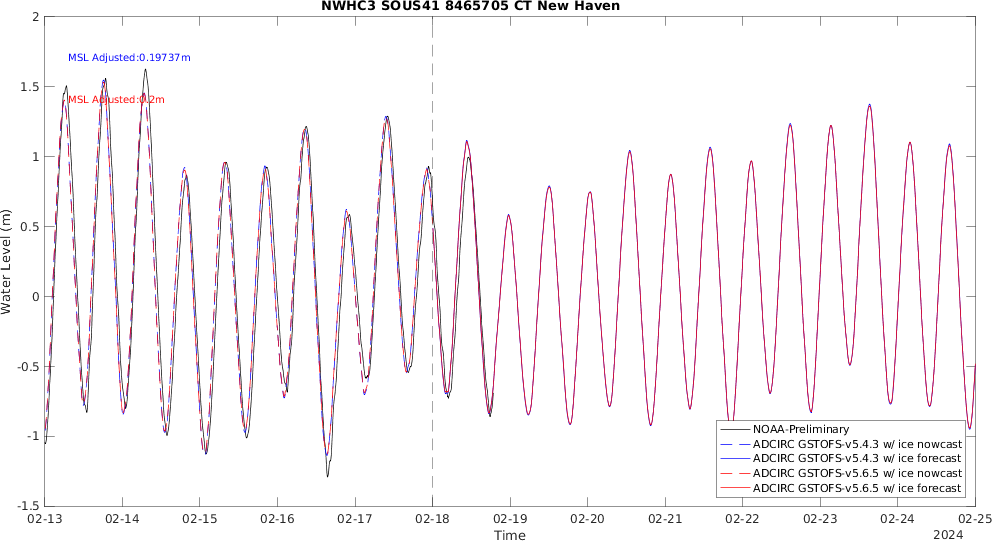 NWHC3 SOUS41 8465705 CT New Haven
2
1.5
1
0.5
0
-0.5
-1
-1.5
Water Level (m)
MSL Adjusted:0.19737m
MSL Adjusted:0.2m
NOAA-Preliminary
ADCIRC GSTOFS-v5.4.3 w/ ice nowcast
ADCIRC GSTOFS-v5.4.3 w/ ice forecast
ADCIRC GSTOFS-v5.6.5 w/ ice nowcast
ADCIRC GSTOFS-v5.6.5 w/ ice forecast
02-13 02-14 02-15 02-16 02-17 02-18 02-19 02-20 02-21 02-22 02-23 02-24 02-25
Time
2024